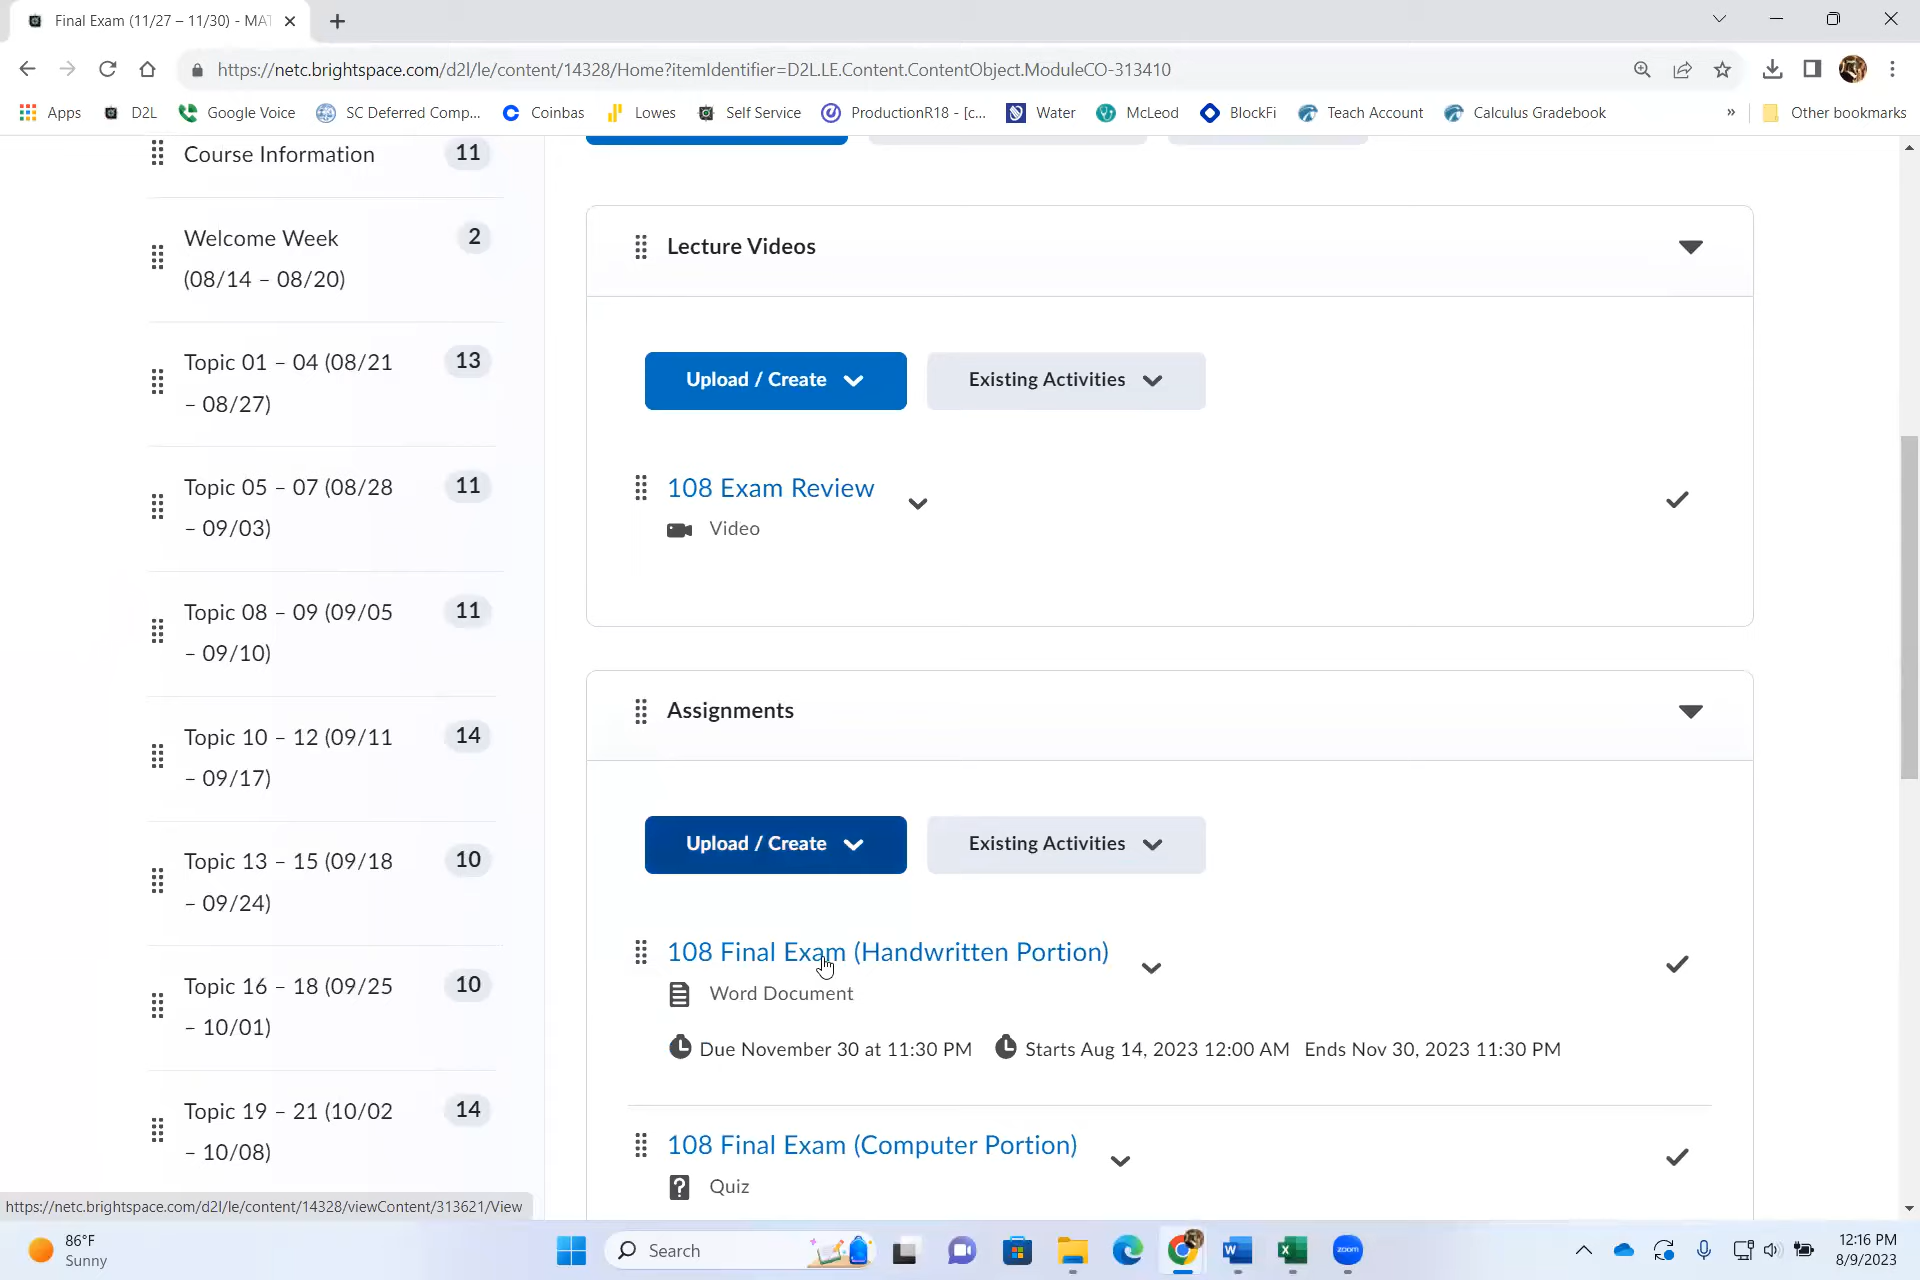 Final Exam (11/27 – 11/30) - MAT
https://netc.brightspace.com/d2l/le/content/14328/Home?itemIdentifier=D2L.LE.Content.ContentObject.ModuleCO-313410
Apps
D2L
Google Voice
SC Deferred Comp...
Coinbas
Lowes
Self Service
ProductionR18 - [c...
Water
McLeod
BlockFi
Teach Account
Calculus Gradebook
»
Other bookmarks
Course Information
11
Welcome Week
(08/14 – 08/20)
2
Topic 01 – 04 (08/21
– 08/27)
13
Topic 05 – 07 (08/28
– 09/03)
11
Topic 08 – 09 (09/05
– 09/10)
11
Topic 10 – 12 (09/11
– 09/17)
14
Topic 13 – 15 (09/18
– 09/24)
10
Topic 16 – 18 (09/25
– 10/01)
10
Topic 19 – 21 (10/02
– 10/08)
14
Lecture Videos
Upload / Create
Existing Activities
108 Exam Review
Video
Assignments
Upload / Create
Existing Activities
108 Final Exam (Handwritten Portion)
Word Document
Due November 30 at 11:30 PM
Starts Aug 14, 2023 12:00 AM Ends Nov 30, 2023 11:30 PM
108 Final Exam (Computer Portion)
Quiz
https://netc.brightspace.com/d2l/le/content/14328/viewContent/313621/View
86°F
Sunny
Search
zoom
12:16 PM
8/9/2023